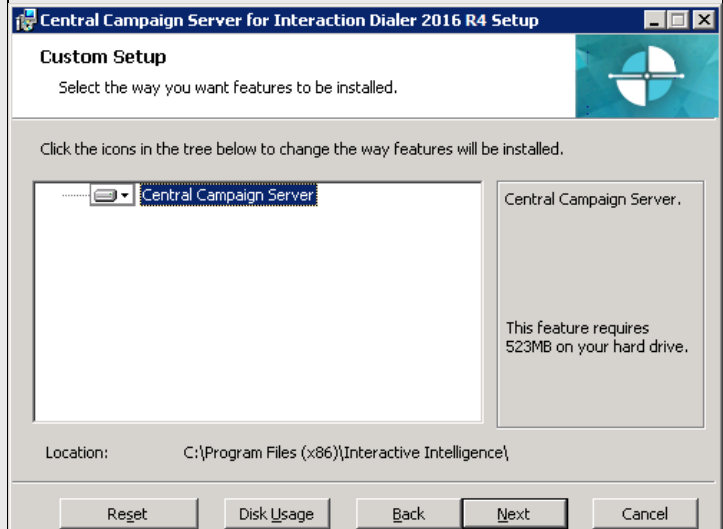 Central Campaign Server for Interaction Dialer 2016 R4 Setup
Custom Setup
Select the way you want features to be installed.
Click the icons in the tree below to change the way features will be installed.
Central Campaign Server
Central Campaign Server.
This feature requires
523MB on your hard drive.
Location: C:\Program Files (x86)\Interactive Intelligence\
Reset Disk Usage Back Next Cancel